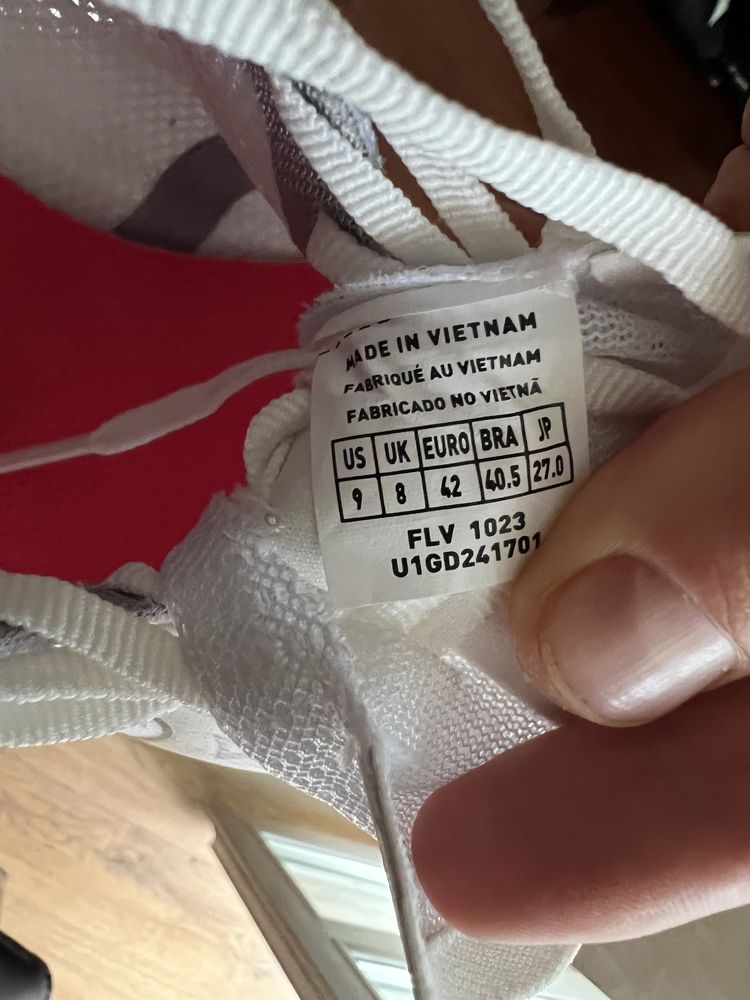 MADE IN VIETNAM
FABRIQUÉ AU VIETNAM
FABRICADO NO VIETNÃ
US UK EURO BRA JP
9 8 42 40.5 27.0
FLV 1023
U1GD241701